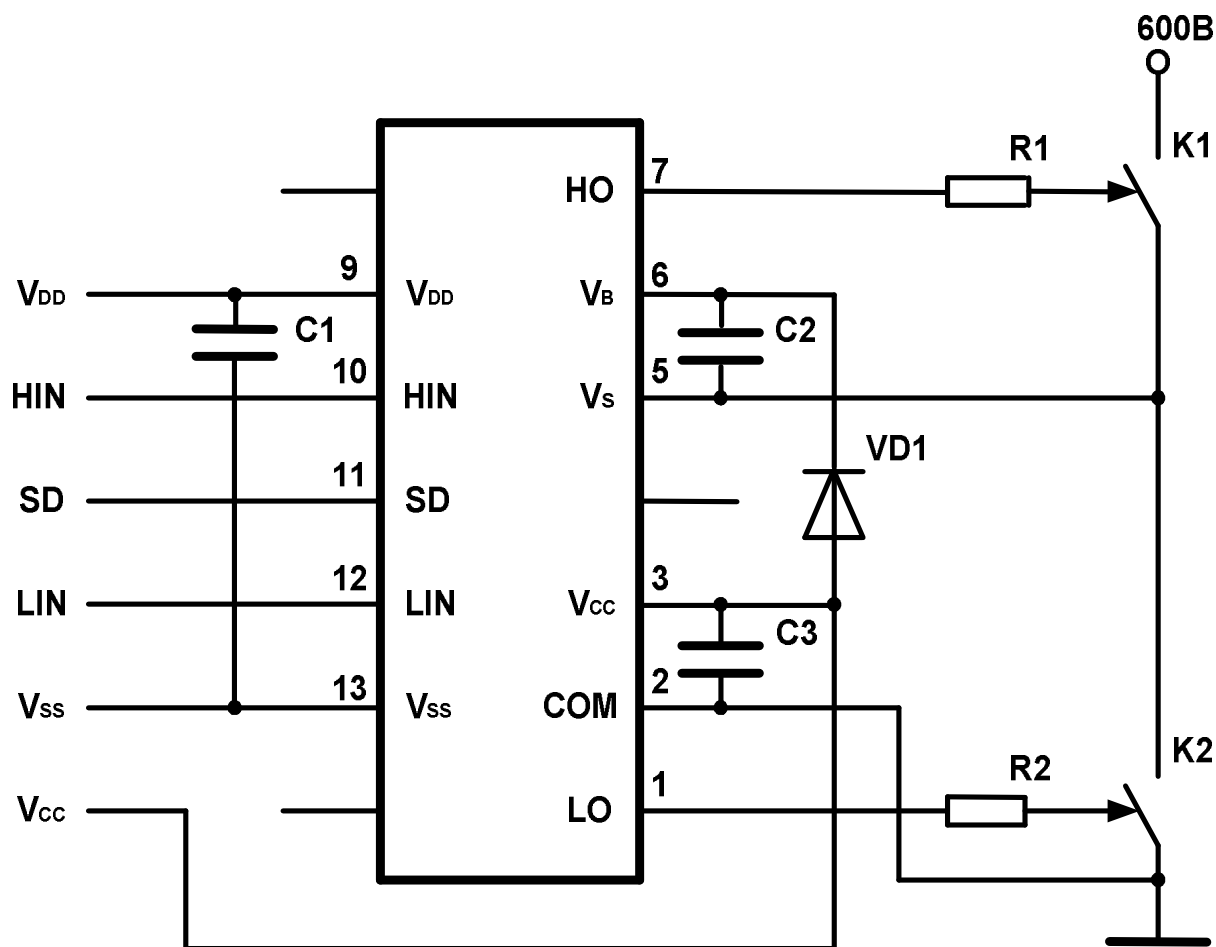 600В
K1
R1
7
HO
9
VDD
VDD
C1
6
VB
C2
10
HIN
HIN
5
VS
VD1
11
SD
SD
12
LIN
LIN
3
VCC
C3
13
VSS
VSS
2
COM
K2
R2
1
VCC
LO